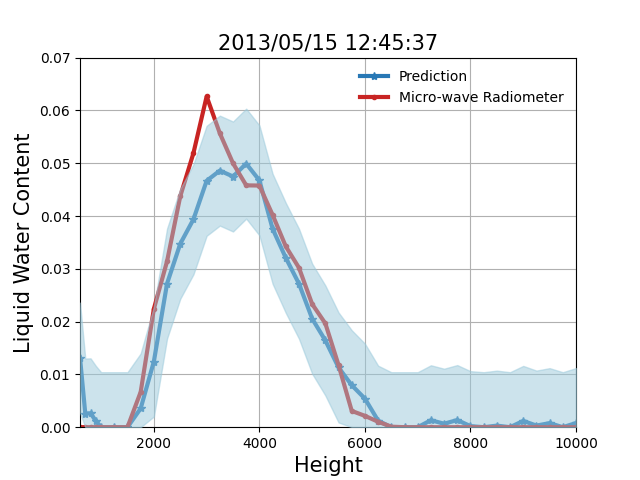 2013/05/15 12:45:37
0.07
0.06
0.05
0.04
0.03
0.02
0.01
0.00
Liquid Water Content
Prediction
Micro-wave Radiometer
2000 4000 6000 8000 10000
Height